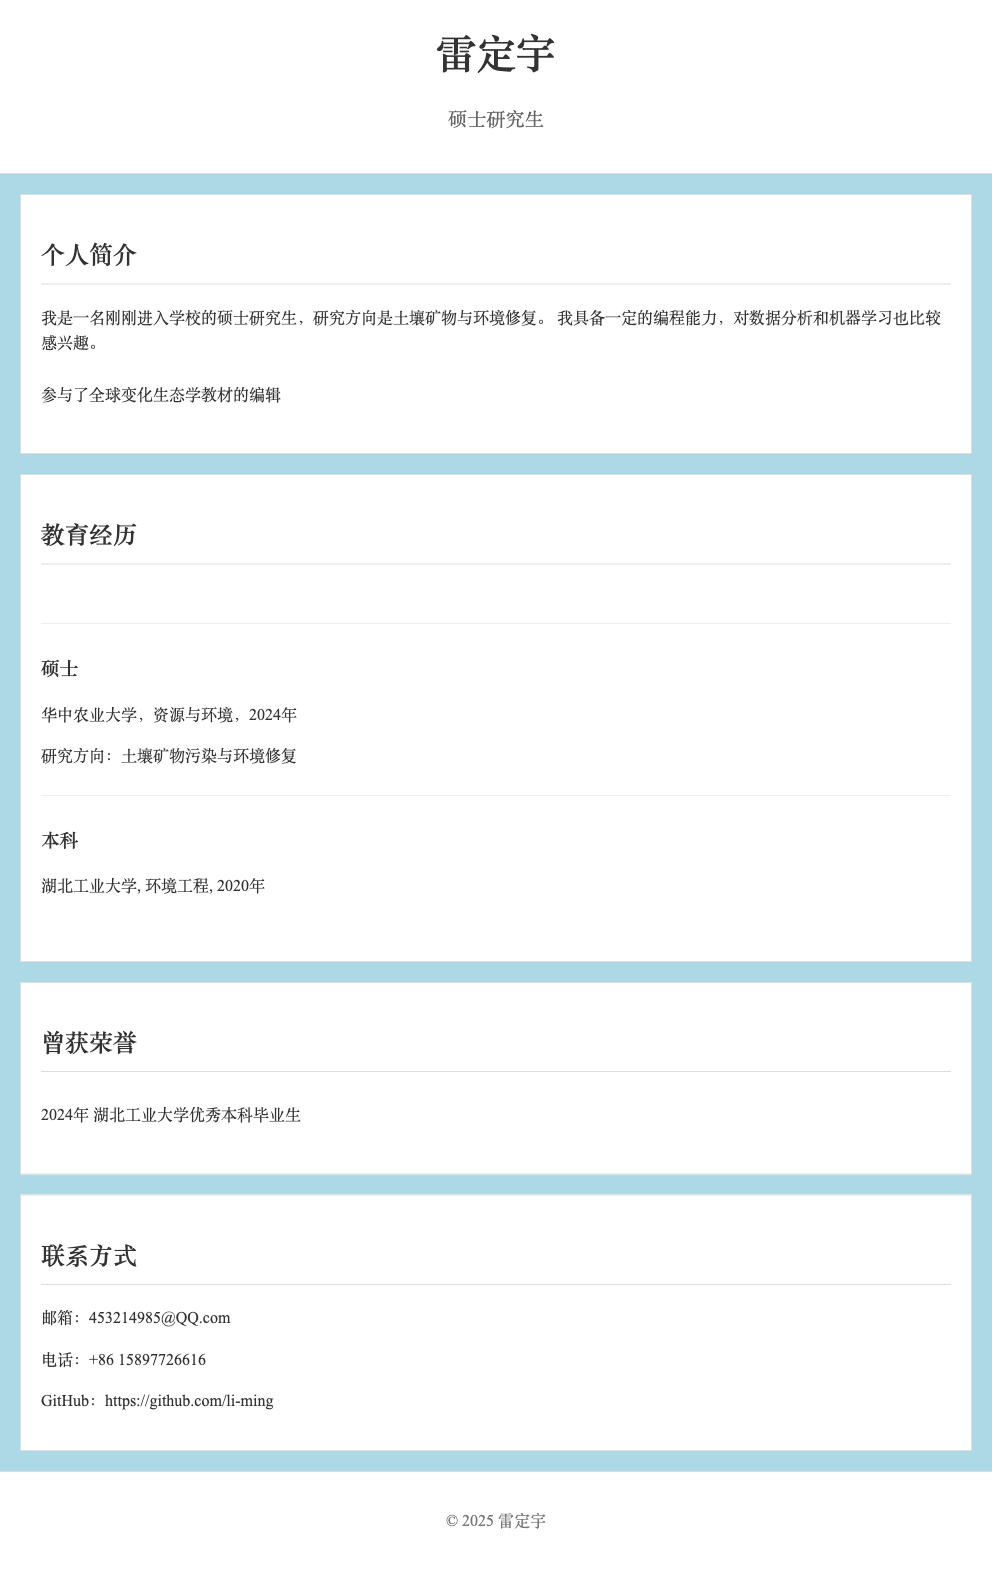 雷定宇
硕士研究生
个人简介
我是一名刚刚进入学校的硕士研究生，研究方向是土壤矿物与环境修复。 我具备一定的编程能力，对数据分析和机器学习也比较
感兴趣。
参与了全球变化生态学教材的编辑
教育经历
硕士
华中农业大学，资源与环境，2024年
研究方向：土壤矿物污染与环境修复
本科
湖北工业大学, 环境工程, 2020年
曾获荣誉
2024年 湖北工业大学优秀本科毕业生
联系方式
邮箱：453214985@QQ.com
电话：+86 15897726616
GitHub：https://github.com/li-ming
© 2025 雷定宇